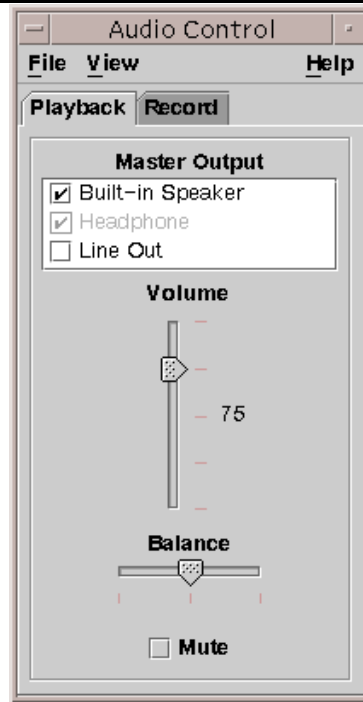 Audio Control
File View Help
Playback Record
Master Output
Built-in Speaker
Headphone
Line Out
Volume
75
Balance
Mute